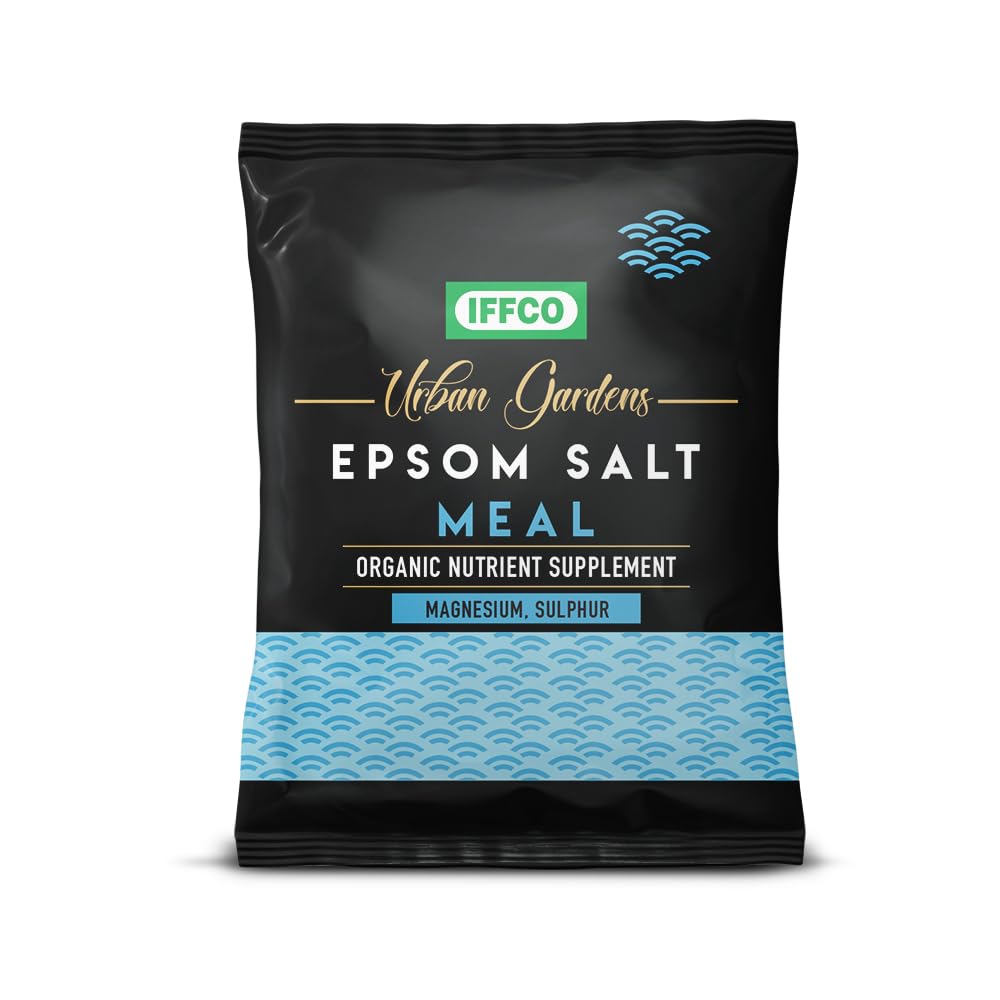 IFFCO
Urban Gardens
EPSOM SALT
MEAL
ORGANIC NUTRIENT SUPPLEMENT
MAGNESIUM, SULPHUR